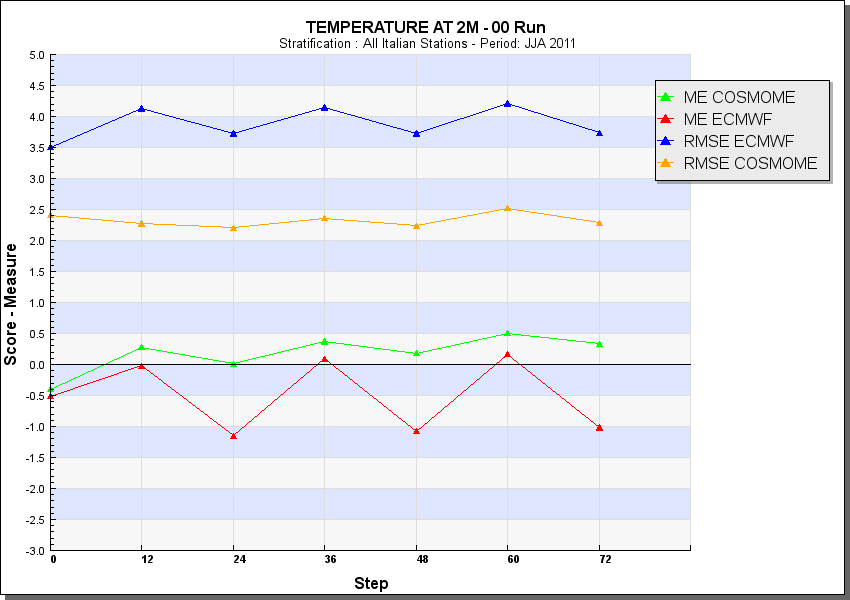 TEMPERATURE AT 2M - 00 Run
Stratification : All Italian Stations - Period: JJA 2011
ME COSMOME
ME ECMWF
RMSE ECMWF
RMSE COSMOME
Score - Measure
5.0
4.5
4.0
3.5
3.0
2.5
2.0
1.5
1.0
0.5
0.0
-0.5
-1.0
-1.5
-2.0
-2.5
-3.0
0 12 24 36 48 60 72
Step